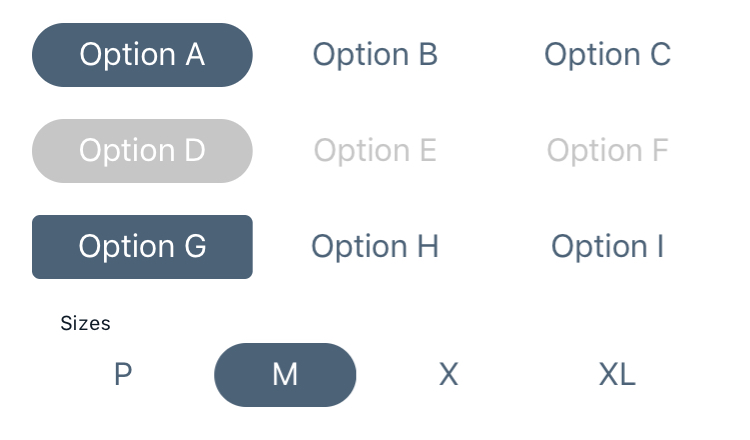 Option A Option B Option C
Option D Option E Option F
Option G Option H Option I
Sizes
P M X XL